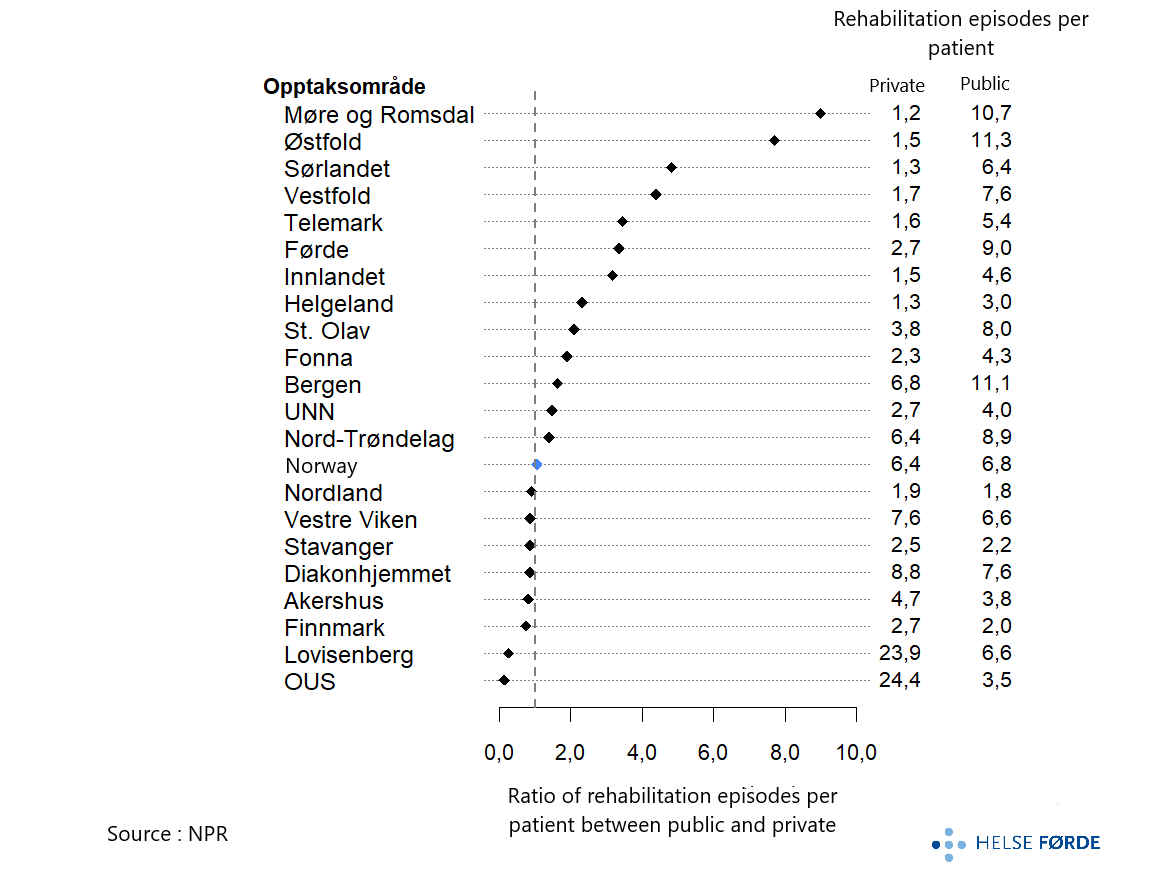 Rehabilitation episodes per
patient
Opptaksområde Private Public
Møre og Romsdal 1,2 10,7
Østfold 1,5 11,3
Sørlandet 1,3 6,4
Vestfold 1,7 7,6
Telemark 1,6 5,4
Førde 2,7 9,0
Innlandet 1,5 4,6
Helgeland 1,3 3,0
St. Olav 3,8 8,0
Fonna 2,3 4,3
Bergen 6,8 11,1
UNN 2,7 4,0
Nord-Trøndelag 6,4 8,9
Norway 6,4 6,8
Nordland 1,9 1,8
Vestre Viken 7,6 6,6
Stavanger 2,5 2,2
Diakonhjemmet 8,8 7,6
Akershus 4,7 3,8
Finnmark 2,7 2,0
Lovisenberg 23,9 6,6
OUS 24,4 3,5
0,0 2,0 4,0 6,0 8,0 10,0
Ratio of rehabilitation episodes per
patient between public and private
Source : NPR
HELSE FØRDE